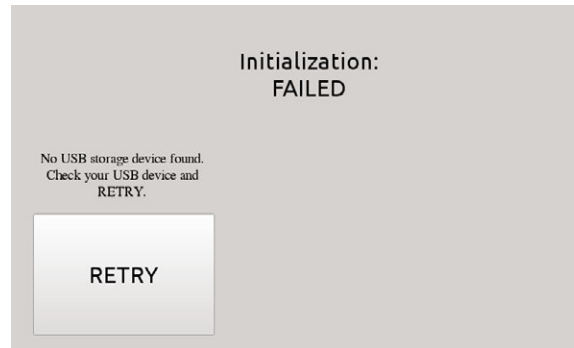 Initialization:
FAILED
No USB storage device found.
Check your USB device and
RETRY.
RETRY